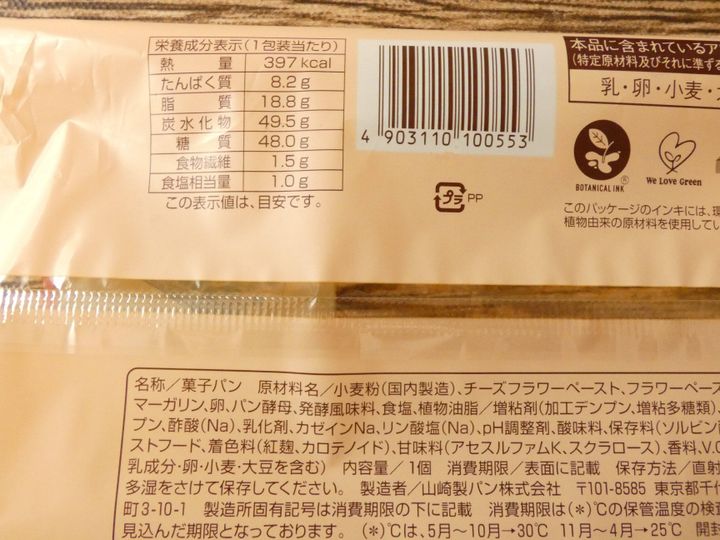 栄養成分表示(1包装当たり)
熱量 397kcal
たんぱく質 8.2g
脂質 18.8g
炭水化物 49.5g
糖質 48.0g
食物繊維 1.5g
食塩相当量 1.0g
この表示値は、目安です。
4 903110 100553
プラ PP
本品に含まれているア
(特定原材料及びそれに準ず
乳・卵・小麦・
BOTANICAL INK ®
We Love Green
このパッケージのインキには、環
植物由来の原材料を使用してい
名称/菓子パン 原材料名/小麦粉(国内製造)、チーズフラワーペースト、フラワーペース
マーガリン、卵、パン酵母、発酵風味料、食塩、植物油脂/増粘剤(加工デンプン、増粘多糖類)、
プン、酢酸(Na)、乳化剤、カゼインNa、リン酸塩(Na)、pH調整剤、酸味料、保存料(ソルビン
ストフード、着色料(紅麹、カロテノイド)、甘味料(アセスルファムK、スクラロース)、香料、V.C
乳成分・卵・小麦・大豆を含む) 内容量/1個 消費期限/表面に記載 保存方法/直射
多湿をさけて保存してください。 製造者/山崎製パン株式会社 〒101-8585 東京都千代
町3-10-1 製造所固有記号は消費期限の下に記載 消費期限は(*)℃の保管温度の検査
見込んだ期限となっております。 (*)℃は、5月〜10月→30℃ 11月〜4月→25℃ 開封